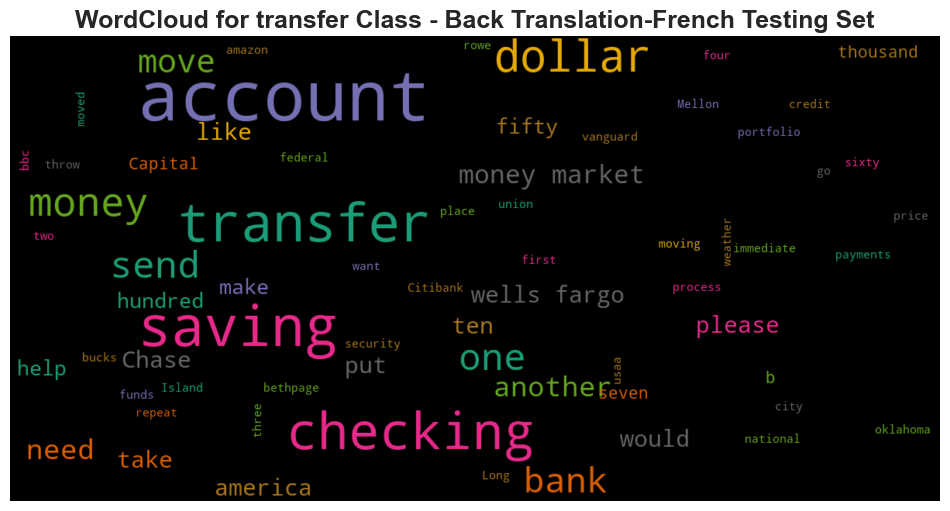 WordCloud for transfer Class - Back Translation-French Testing Set
move
amazon
rowe
dollar
four
thousand
account
moved
Mellon
credit
like
fifty
vanguard
portfolio
bbc
throw
Capital
federal
money market
go
sixty
money
transfer
place
union
price
two
send
want
first
moving
weather
immediate
payments
hundred
make
Citibank
wells fargo
process
saving
ten
please
help
bucks
Chase
security
put
one
usaa
b
funds
Island
bethpage
another
seven
repeat
three
city
checking
would
national
oklahoma
need
take
america
Long
bank